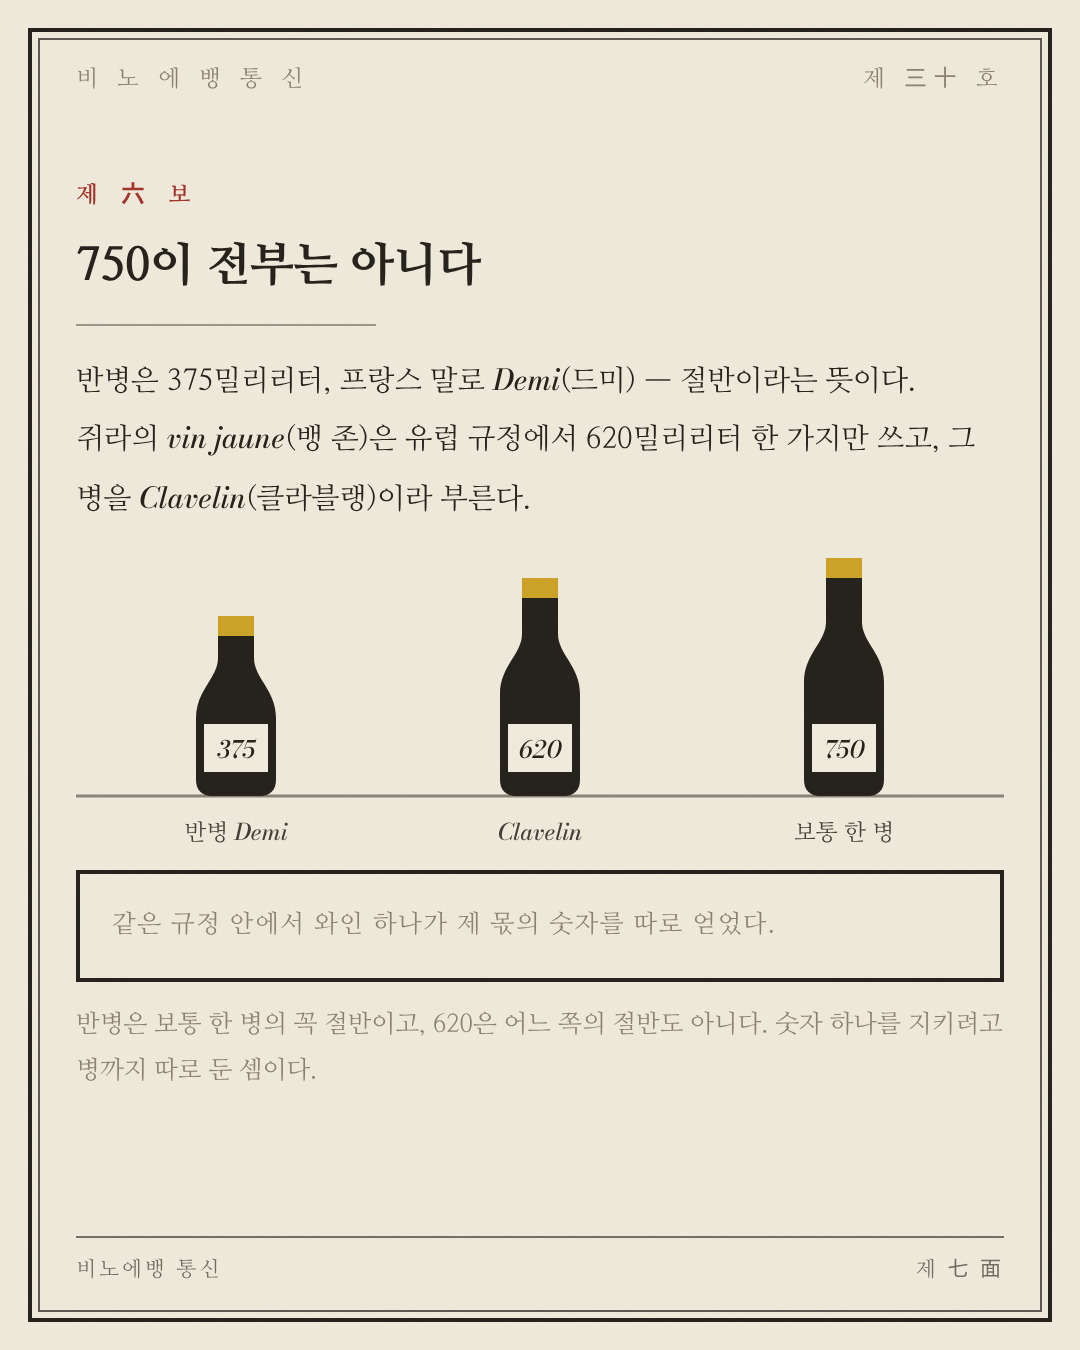 비노에뱅통신
제 三十 호
제 六 보
750이 전부는 아니다
반병은 375밀리리터, 프랑스 말로 Demi(드미) — 절반이라는 뜻이다.
쥐라의 vin jaune(뱅 존)은 유럽 규정에서 620밀리리터 한 가지만 쓰고, 그
병을 Clavelin(클라블랭)이라 부른다.
375
620
750
반병 Demi
Clavelin
보통 한 병
같은 규정 안에서 와인 하나가 제 몫의 숫자를 따로 얻었다.
반병은 보통 한 병의 꼭 절반이고, 620은 어느 쪽의 절반도 아니다. 숫자 하나를 지키려고
병까지 따로 둔 셈이다.
비노에뱅 통신
제 七 面